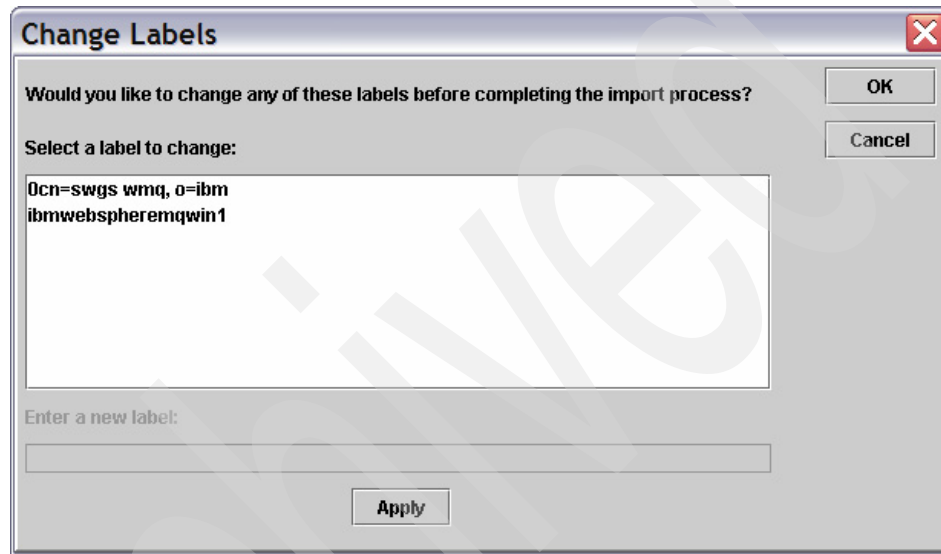 Change Labels
Would you like to change any of these labels before completing the import process?
OK
Cancel
Select a label to change:
0cn=swgs wmq, o=ibm
ibmwebspheremqwin1
Enter a new label:
Apply